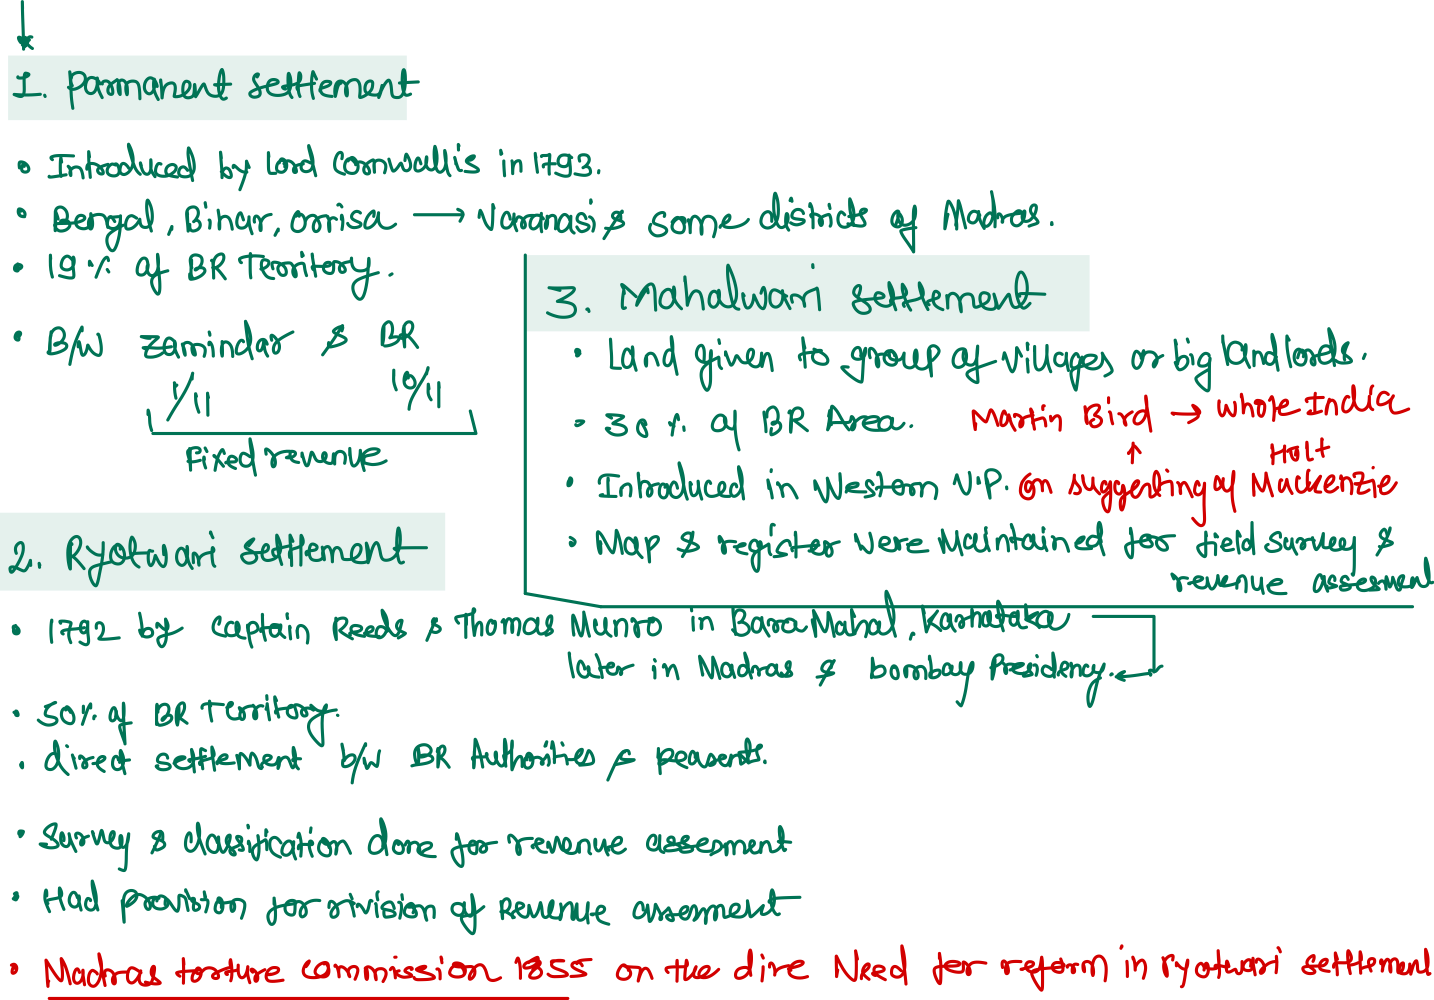 1. Parmanent settlement
• Introduced by Lord Cornwallis in 1793.
• Bengal, Bihar, orrisa → Varanasi & some districts of Madras.
• 19 % of BR Territory.
• B/W zamindar & BR
1/11 10/11
Fixed revenue
3. Mahalwari settlement
• Land given to group of villages or big landlords.
• 30 % of BR Area.
Martin Bird → whole India
↑ Holt
• Introduced in Western U.P. on suggesting of Mackenzie
• Map & register were Maintained for field survey &
revenue assesment
2. Ryotwari settlement
• 1792 by Captain Reeds & Thomas Munro in Bara Mahal, Karnataka
later in Madras & bombay Presidency.
• 50% of BR Territory.
• direct settlement b/w BR Authorities & peasents.
• Survey & classification done for revenue assesment
• Had provision for rivision of Revenue assesment
• Madras torture commission 1855 on the dire Need for reform in ryotwari settlement